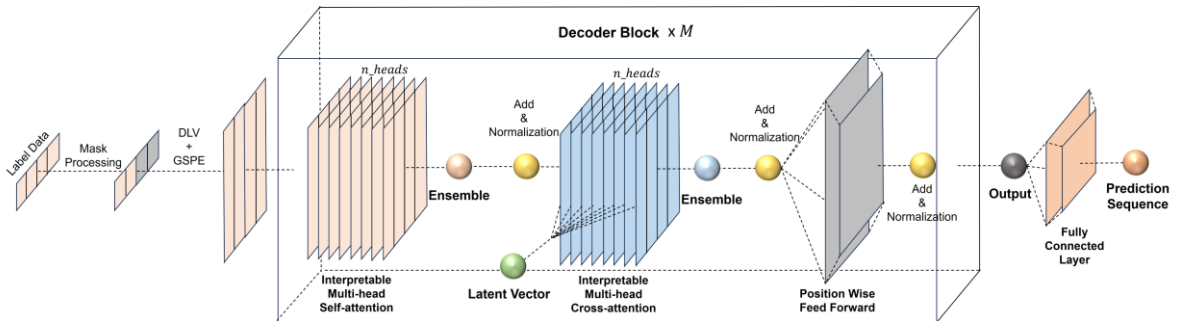 Decoder Block x M
n_heads
n_heads
Label Data
Mask
Processing
DLV
+
GSPE
Add
&
Normalization
Ensemble
Latent Vector
Interpretable
Multi-head
Self-attention
Interpretable
Multi-head
Cross-attention
Ensemble
Add
&
Normalization
Position Wise
Feed Forward
Add
&
Normalization
Output
Fully
Connected
Layer
Prediction
Sequence